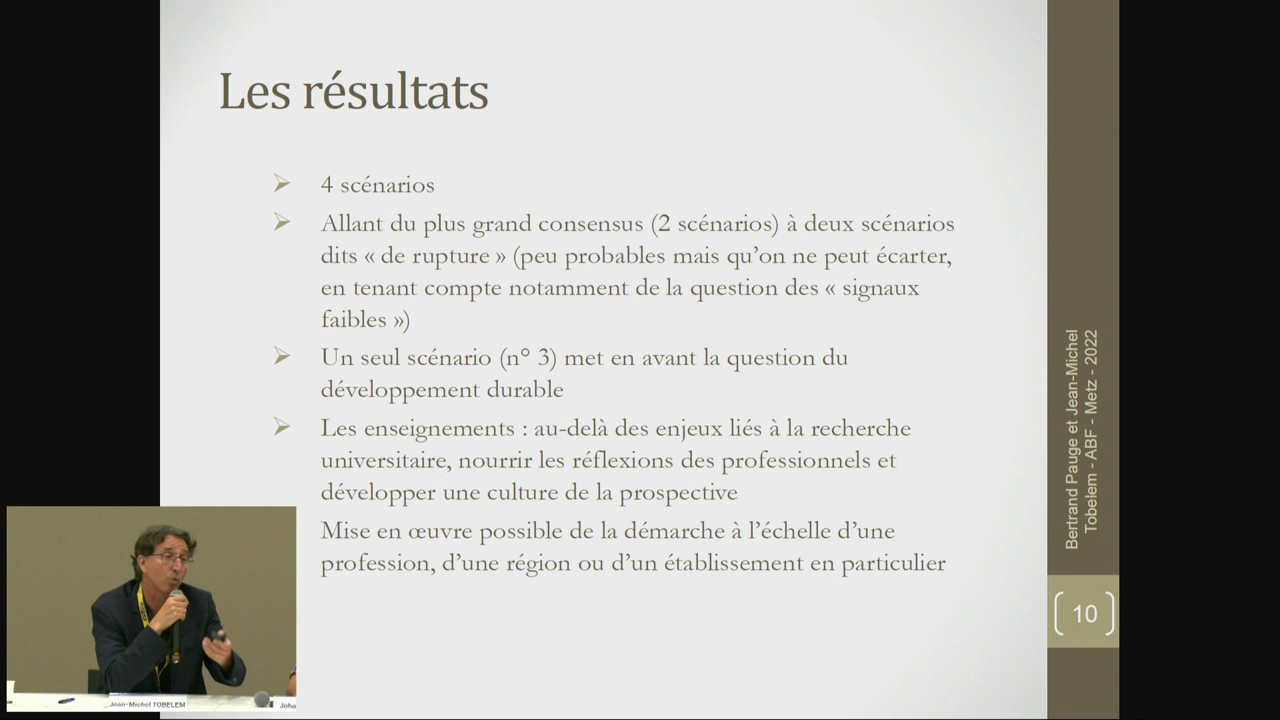 Les résultats
4 scénarios
Allant du plus grand consensus (2 scénarios) à deux scénarios
dits « de rupture » (peu probables mais qu’on ne peut écarter,
en tenant compte notamment de la question des « signaux
faibles »)
Un seul scénario (n° 3) met en avant la question du
développement durable
Les enseignements : au-delà des enjeux liés à la recherche
universitaire, nourrir les réflexions des professionnels et
développer une culture de la prospective
Mise en œuvre possible de la démarche à l’échelle d’une
profession, d’une région ou d’un établissement en particulier
Bertrand Pauge et Jean-Michel
Tobelem - ABF - Metz - 2022
10
Jean-Michel TOBELEM
Joha